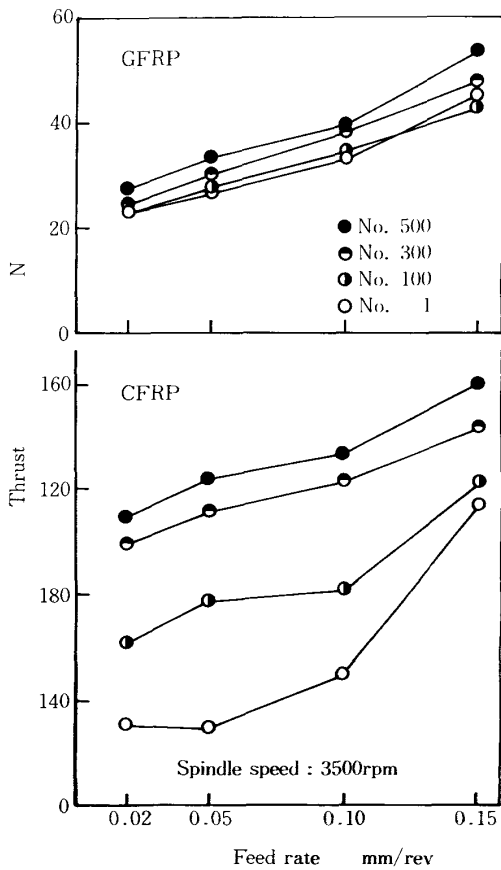 60
GFRP
40
20
0
N
No. 500
No. 300
No. 100
No. 1
160
CFRP
120
180
140
0
Thrust
Spindle speed : 3500rpm
0.02 0.05 0.10 0.15
Feed rate mm/rev